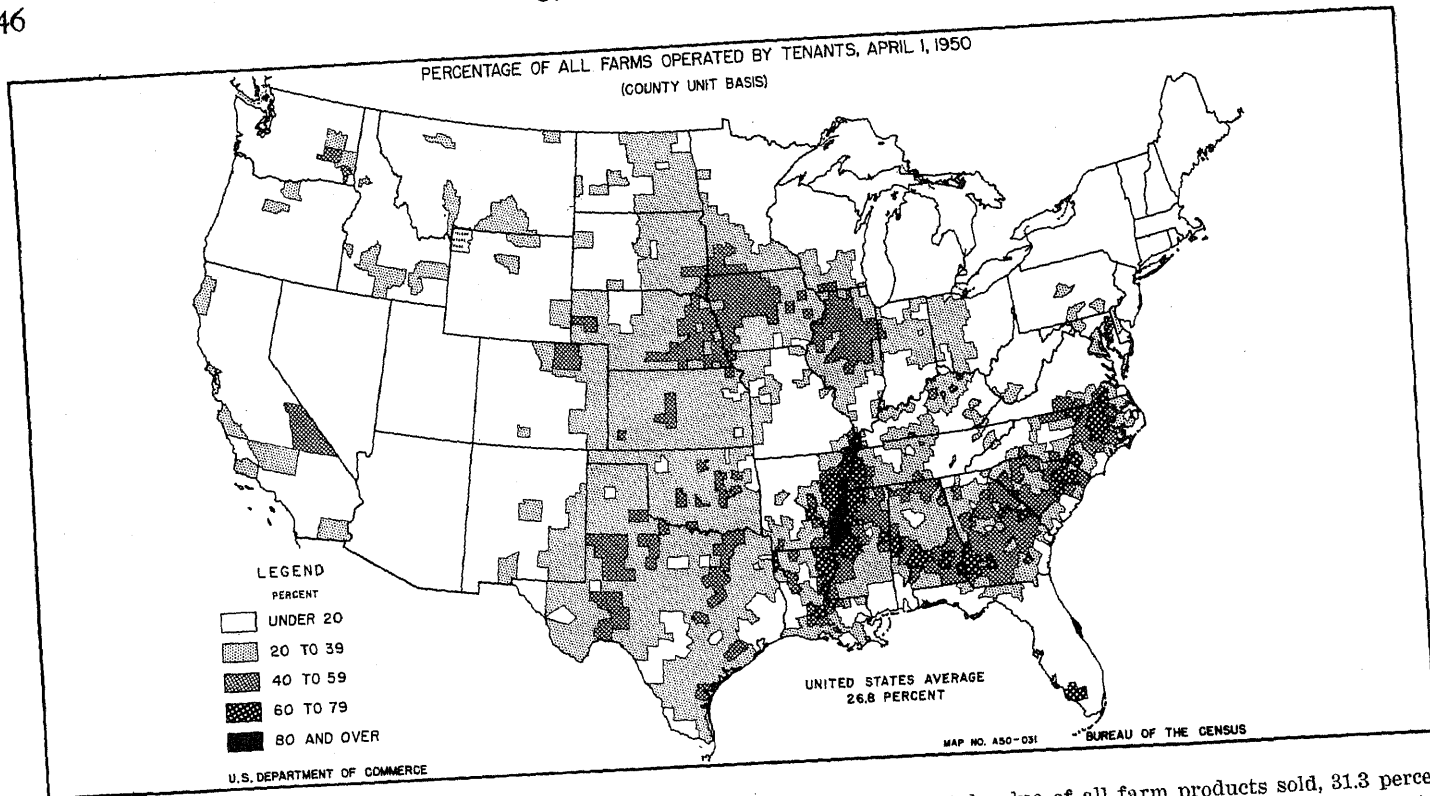 46
PERCENTAGE OF ALL FARMS OPERATED BY TENANTS, APRIL 1, 1950
(COUNTY UNIT BASIS)
LEGEND
PERCENT
UNDER 20
20 TO 39
40 TO 59
60 TO 79
80 AND OVER
UNITED STATES AVERAGE
26.8 PERCENT
U.S. DEPARTMENT OF COMMERCE
MAP NO. A50-031
BUREAU OF THE CENSUS
of all farm products sold, 31.3 perce